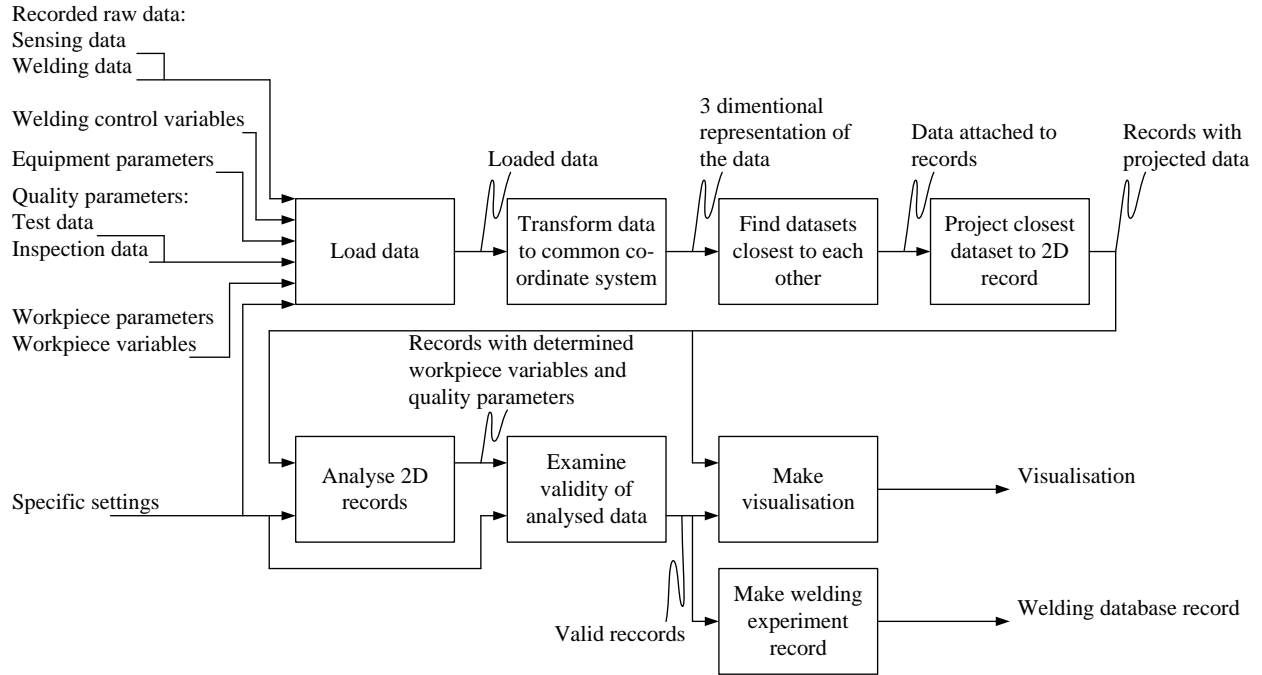 Recorded raw data:
Sensing data
Welding data
Welding control variables
Equipment parameters
Quality parameters:
Test data
Inspection data
Workpiece parameters
Workpiece variables
Loaded data
3 dimentional
representation of
the data
Data attached to
records
Records with
projected data
Load data
Transform data
to common co-
ordinate system
Find datasets
closest to each
other
Project closest
dataset to 2D
record
Records with determined
workpiece variables and
quality parameters
Specific settings
Analyse 2D
records
Examine
validity of
analysed data
Make
visualisation
Visualisation
Valid reccords
Make welding
experiment
record
Welding database record